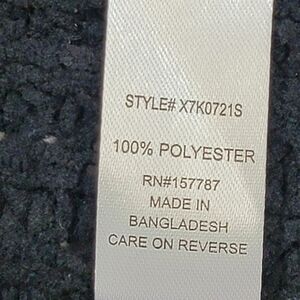 STYLE# X7K0721S
100% POLYESTER
RN#157787
MADE IN
BANGLADESH
CARE ON REVERSE